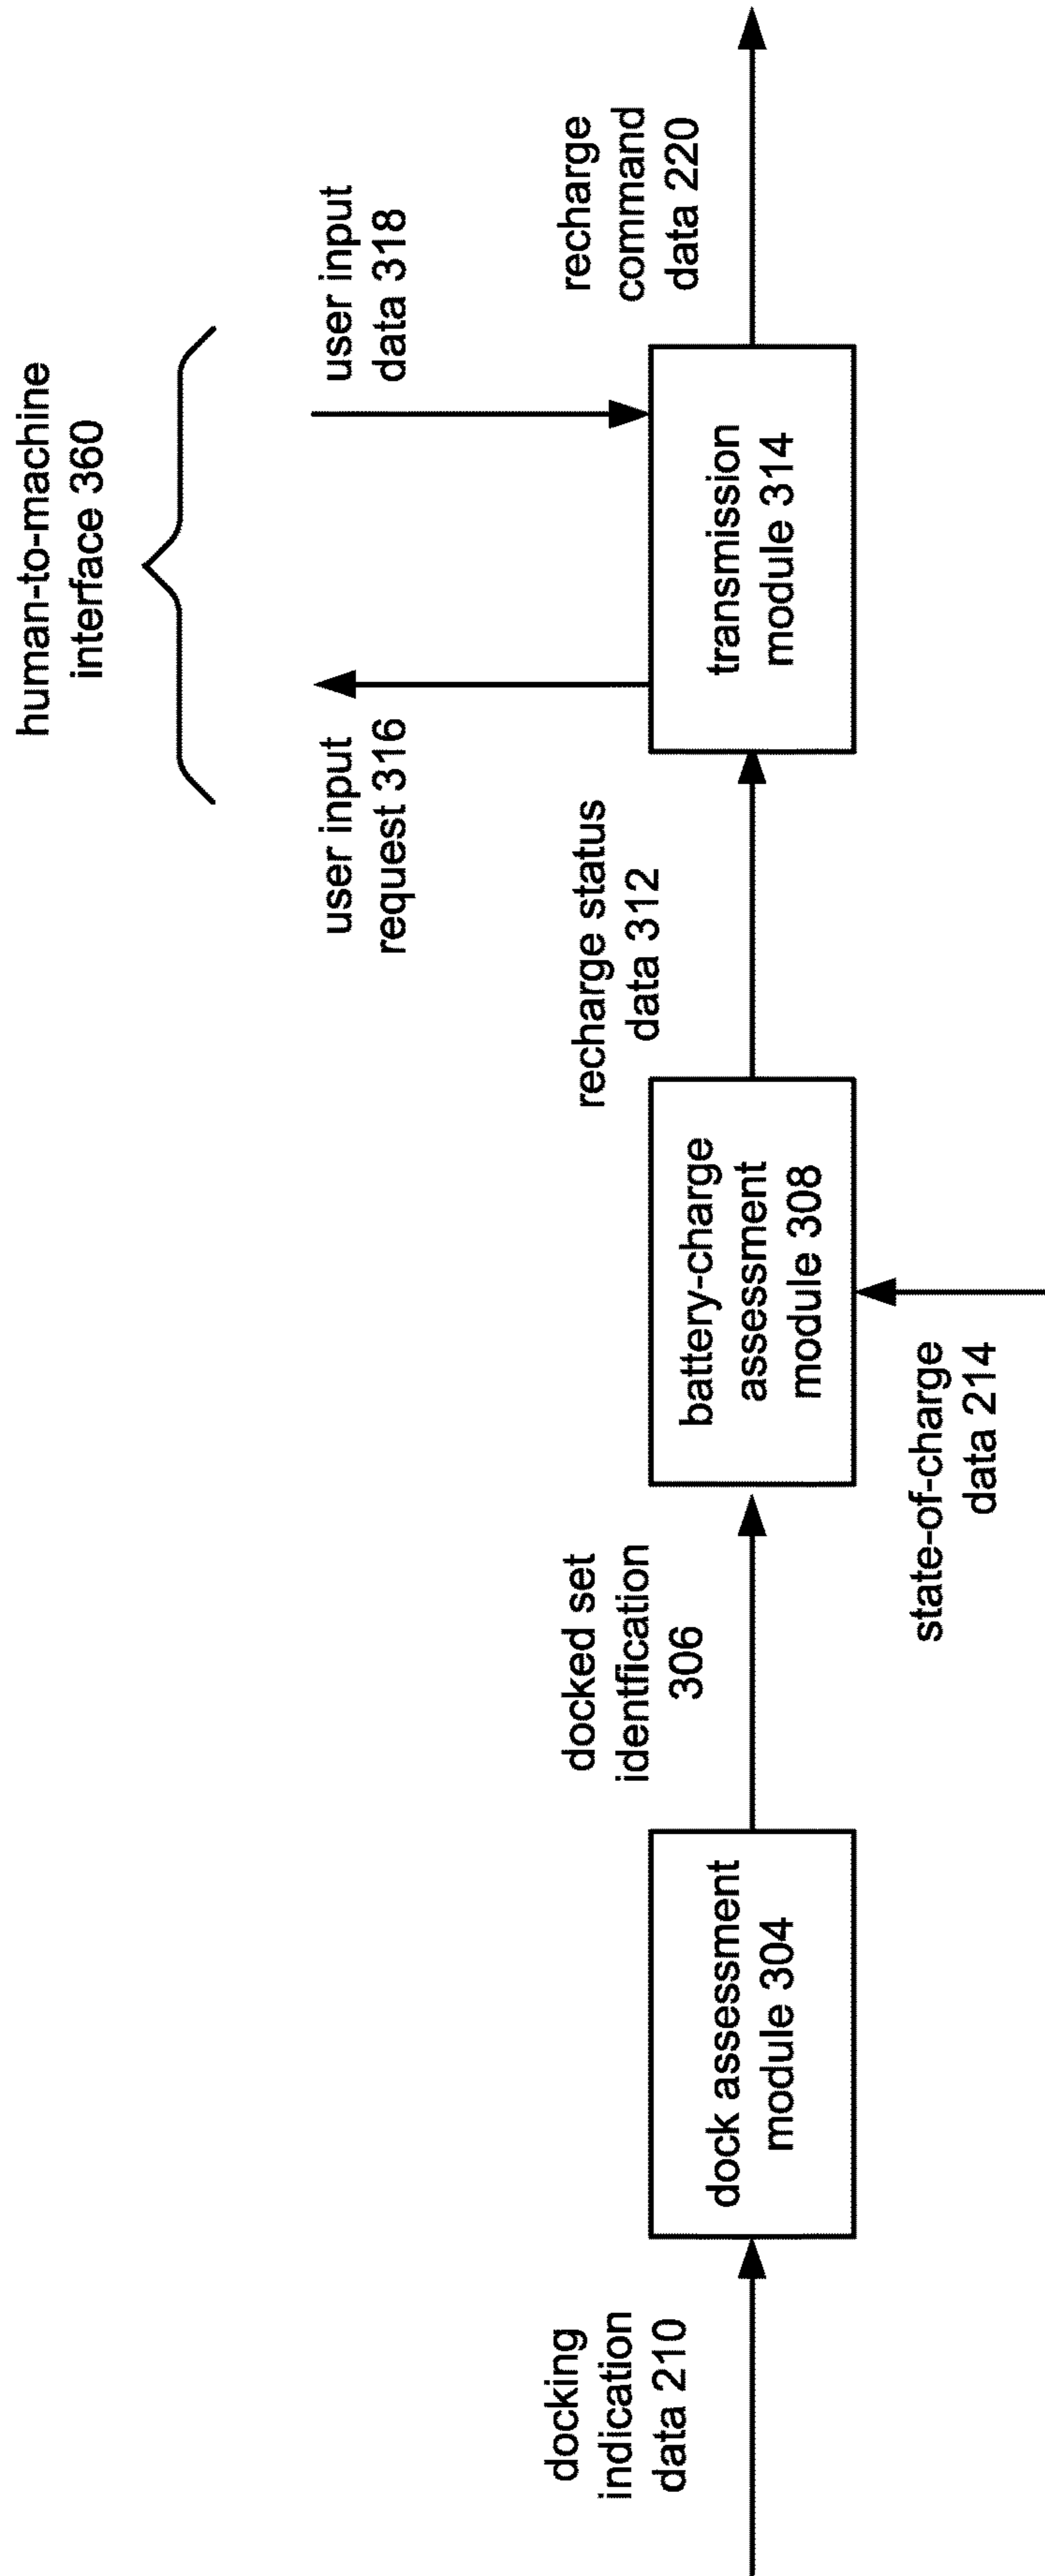 human-to-machine
interface 360
user input
request 316
user input
data 318
docking
indication
data 210
dock assessment
module 304
docked set
identfication
306
battery-charge
assessment
module 308
state-of-charge
data 214
recharge status
data 312
transmission
module 314
recharge
command
data 220